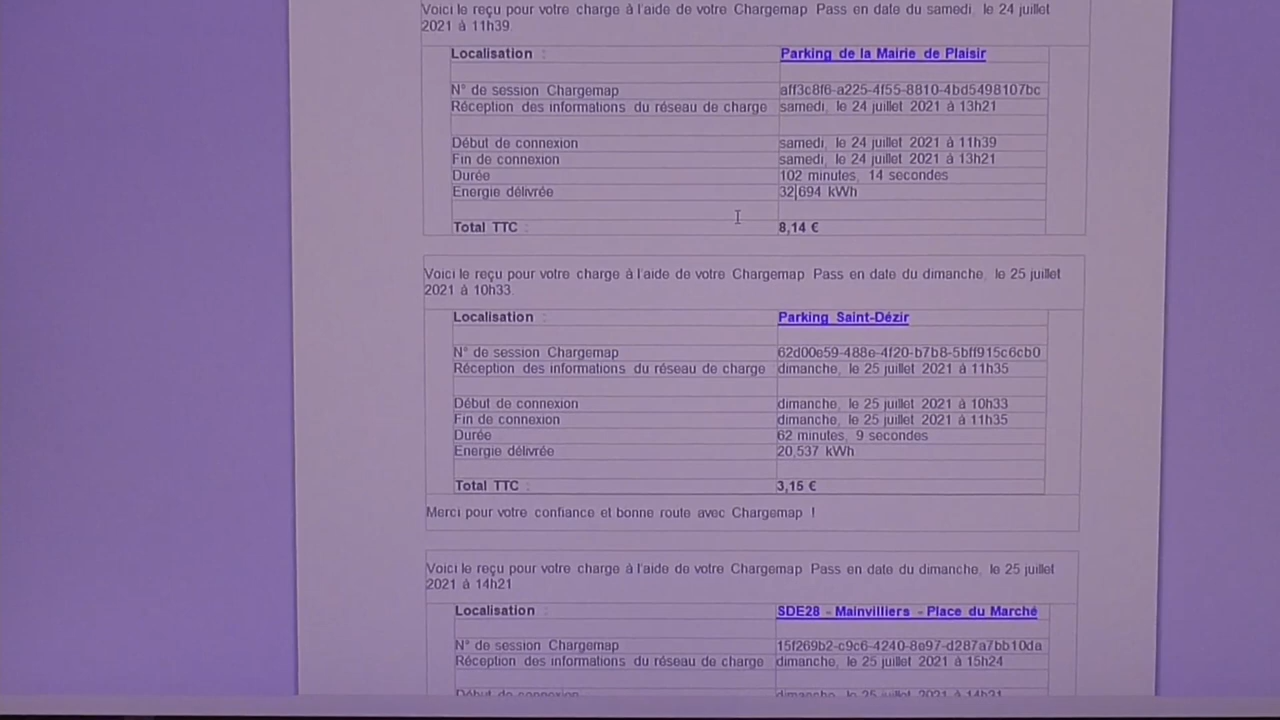 Voici le reçu pour votre charge à l'aide de votre Chargemap Pass en date du samedi, le 24 juillet
2021 à 11h39.
Localisation : Parking de la Mairie de Plaisir
N° de session Chargemap aff3c8f6-a225-4f55-8810-4bd5498107bc
Réception des informations du réseau de charge samedi, le 24 juillet 2021 à 13h21
Début de connexion samedi, le 24 juillet 2021 à 11h39
Fin de connexion samedi, le 24 juillet 2021 à 13h21
Durée 102 minutes, 14 secondes
Energie délivrée 32,694 kWh
Total TTC : 8,14 €
Voici le reçu pour votre charge à l'aide de votre Chargemap Pass en date du dimanche, le 25 juillet
2021 à 10h33.
Localisation : Parking Saint-Dézir
N° de session Chargemap 62d00e59-488e-4f20-b7b8-5bff915c6cb0
Réception des informations du réseau de charge dimanche, le 25 juillet 2021 à 11h35
Début de connexion dimanche, le 25 juillet 2021 à 10h33
Fin de connexion dimanche, le 25 juillet 2021 à 11h35
Durée 62 minutes, 9 secondes
Energie délivrée 20,537 kWh
Total TTC : 3,15 €
Merci pour votre confiance et bonne route avec Chargemap !
Voici le reçu pour votre charge à l'aide de votre Chargemap Pass en date du dimanche, le 25 juillet
2021 à 14h21
Localisation : SDE28 - Mainvilliers - Place du Marché
N° de session Chargemap 15f269b2-c9c6-4240-8e97-d287a7bb10da
Réception des informations du réseau de charge dimanche, le 25 juillet 2021 à 15h24
Début de connexion dimanche, le 25 juillet 2021 à 14h21